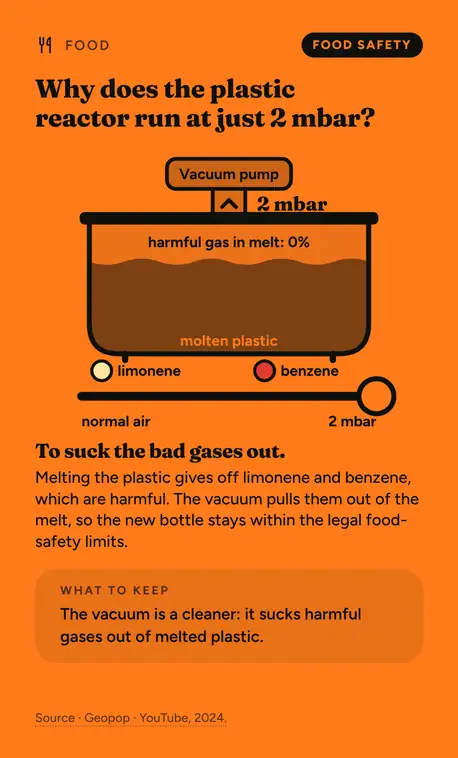 FOOD
FOOD SAFETY
Why does the plastic
reactor run at just 2 mbar?
Vacuum pump
2 mbar
harmful gas in melt: 0%
molten plastic
limonene
benzene
normal air
2 mbar
To suck the bad gases out.
Melting the plastic gives off limonene and benzene,
which are harmful. The vacuum pulls them out of the
melt, so the new bottle stays within the legal food-
safety limits.
WHAT TO KEEP
The vacuum is a cleaner: it sucks harmful
gases out of melted plastic.
Source · Geopop · YouTube, 2024.